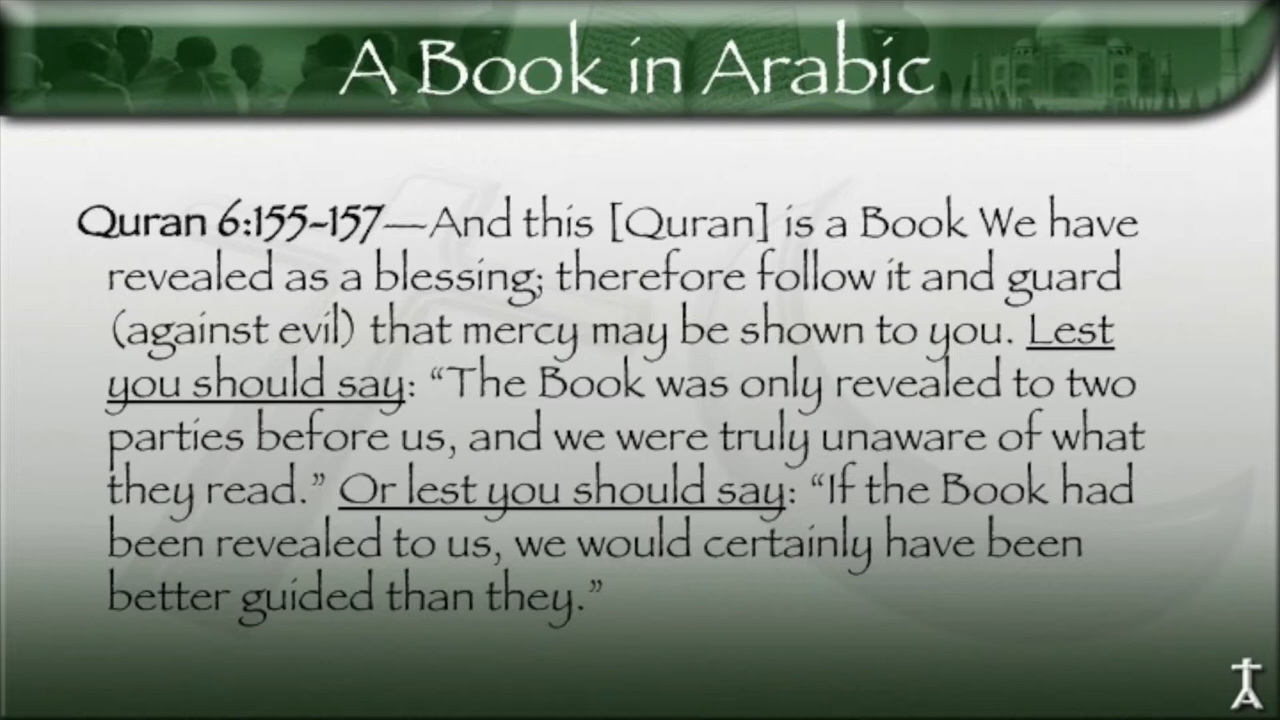 A Book in Arabic
Quran 6:155-157—And this [Quran] is a Book We have
revealed as a blessing; therefore follow it and guard
(against evil) that mercy may be shown to you. Lest
you should say: “The Book was only revealed to two
parties before us, and we were truly unaware of what
they read.” Or lest you should say: “If the Book had
been revealed to us, we would certainly have been
better guided than they.”